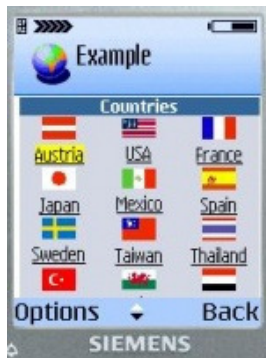 Example
Countries
Austria USA France
Japan Mexico Spain
Sweden Taiwan Thailand
Options Back
SIEMENS